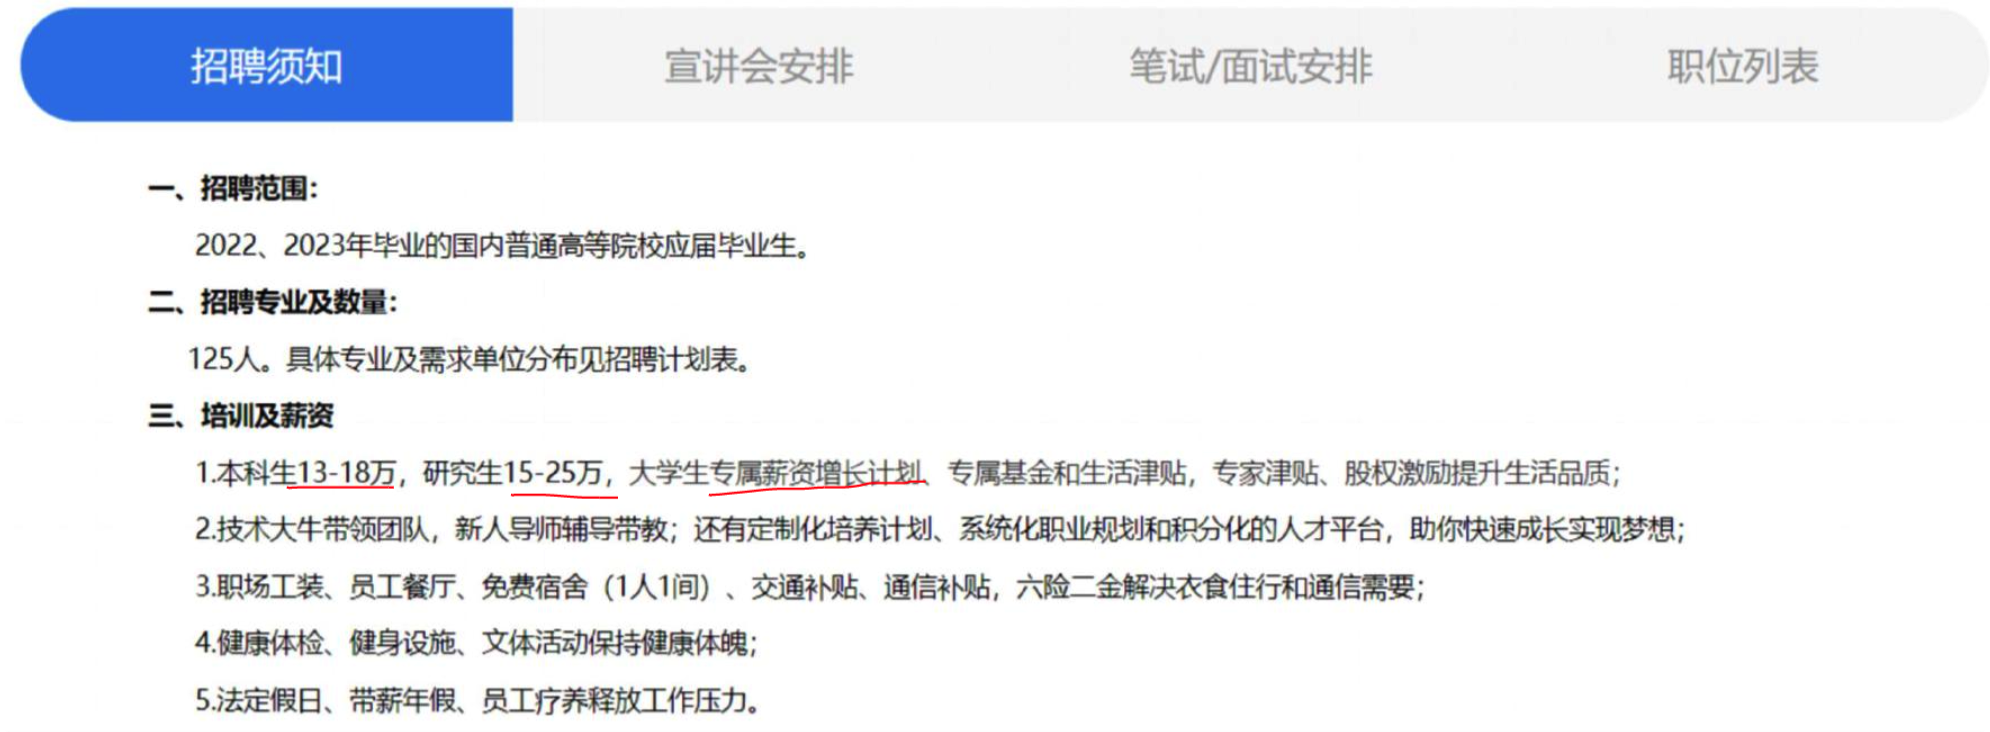 招聘须知 宣讲会安排 笔试/面试安排 职位列表
一、招聘范围：
2022、2023年毕业的国内普通高等院校应届毕业生。
二、招聘专业及数量：
125人。具体专业及需求单位分布见招聘计划表。
三、培训及薪资
1.本科生13-18万，研究生15-25万，大学生专属薪资增长计划、专属基金和生活津贴，专家津贴、股权激励提升生活品质；
2.技术大牛带领团队，新人导师辅导带教；还有定制化培养计划、系统化职业规划和积分化的人才平台，助你快速成长实现梦想；
3.职场工装、员工餐厅、免费宿舍（1人1间）、交通补贴、通信补贴，六险二金解决衣食住行和通信需要；
4.健康体检、健身设施、文体活动保持健康体魄；
5.法定假日、带薪年假、员工疗养释放工作压力。